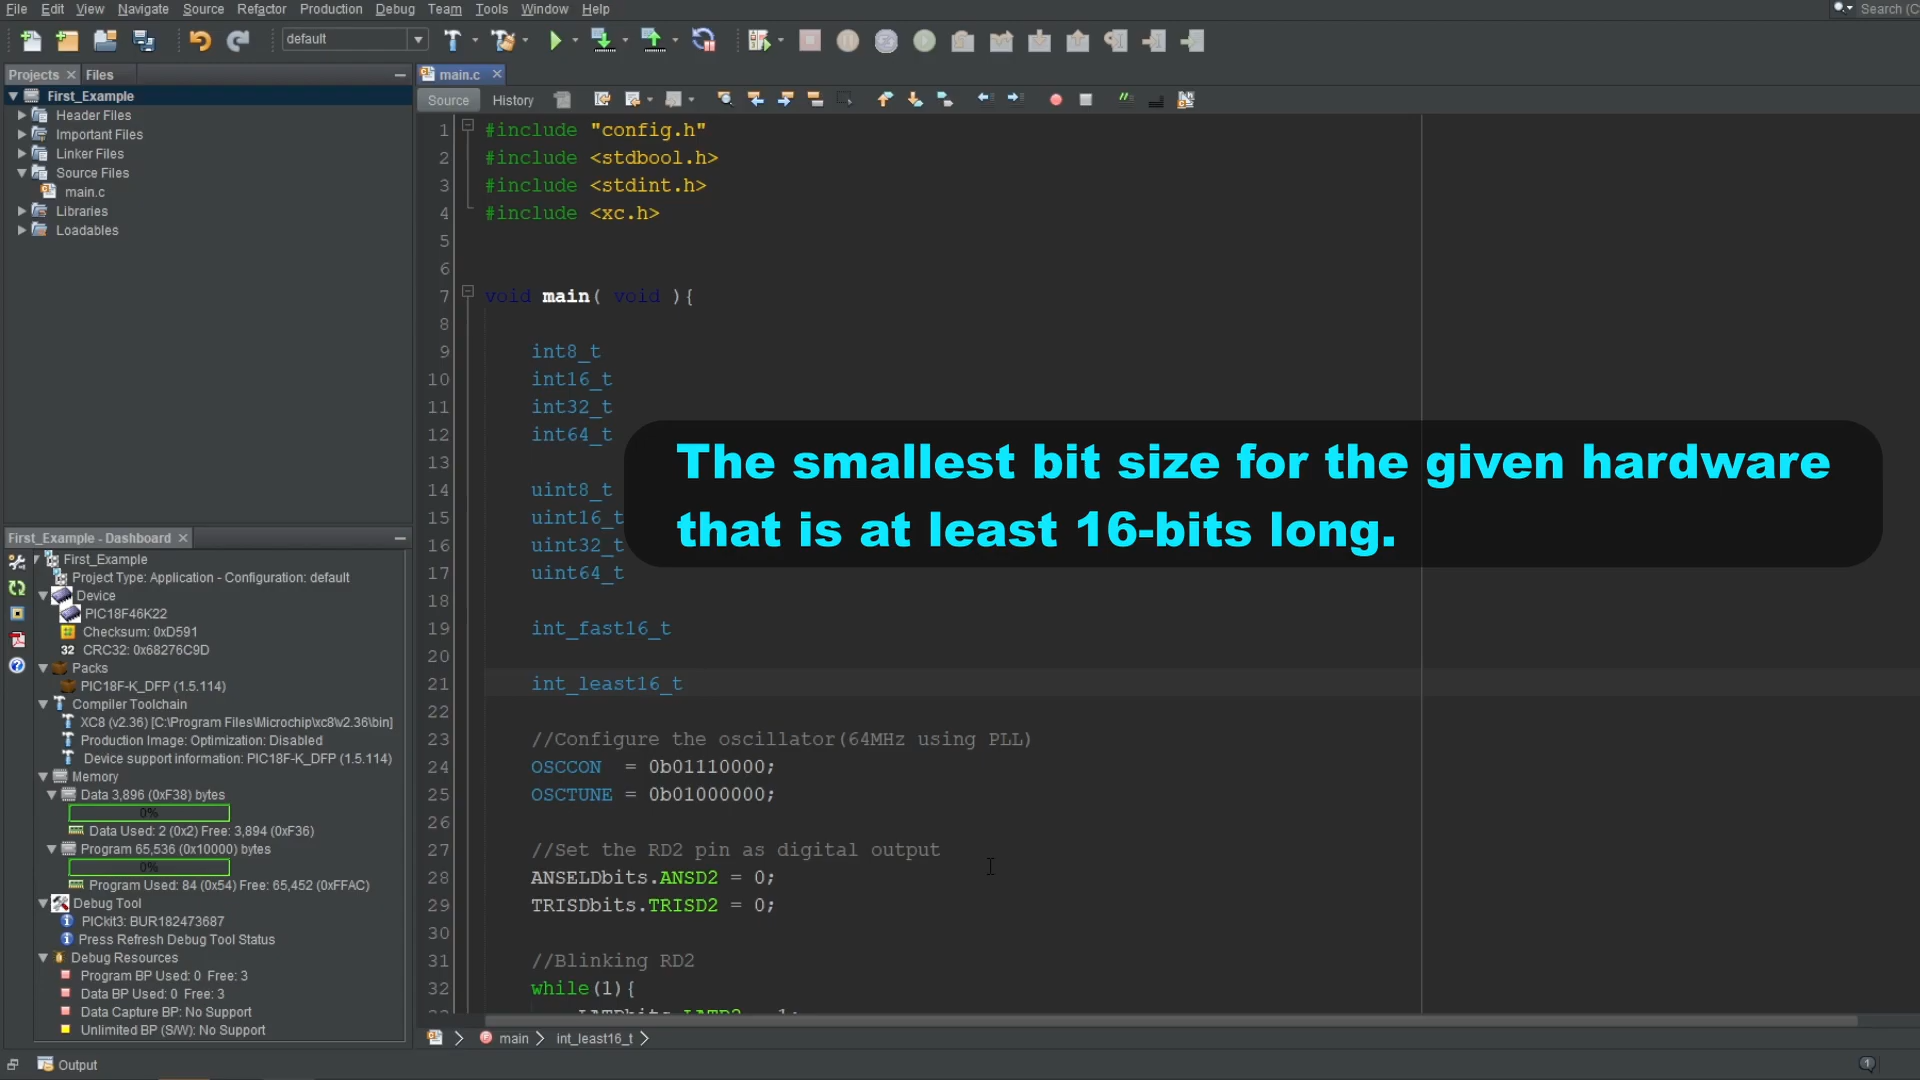 File Edit View Navigate Source Refactor Production Debug Team Tools Window Help
Search (C
default
Projects Files
main.c
First_Example
Source History
Header Files
Important Files
Linker Files
Source Files
main.c
Libraries
Loadables
1 #include "config.h"
2 #include <stdbool.h>
3 #include <stdint.h>
4 #include <xc.h>
5
6
7 void main( void ){
8
9 int8_t
10 int16_t
11 int32_t
12 int64_t
13
14 uint8_t
15 uint16_t
16 uint32_t
17 uint64_t
18
19 int_fast16_t
20
21 int_least16_t
22
23 //Configure the oscillator(64MHz using PLL)
24 OSCCON = 0b01110000;
25 OSCTUNE = 0b01000000;
26
27 //Set the RD2 pin as digital output
28 ANSELDbits.ANSD2 = 0;
29 TRISDbits.TRISD2 = 0;
30
31 //Blinking RD2
32 while(1){
The smallest bit size for the given hardware
that is at least 16-bits long.
First_Example - Dashboard
First_Example
Project Type: Application - Configuration: default
Device
PIC18F46K22
Checksum: 0xD591
32 CRC32: 0x68276C9D
Packs
PIC18F-K_DFP (1.5.114)
Compiler Toolchain
XC8 (v2.36) [C:\Program Files\Microchip\xc8\v2.36\bin]
Production Image: Optimization: Disabled
Device support information: PIC18F-K_DFP (1.5.114)
Memory
Data 3,896 (0xF38) bytes
0%
Data Used: 2 (0x2) Free: 3,894 (0xF36)
Program 65,536 (0x10000) bytes
0%
Program Used: 84 (0x54) Free: 65,452 (0xFFAC)
Debug Tool
PICkit3: BUR182473687
Press Refresh Debug Tool Status
Debug Resources
Program BP Used: 0 Free: 3
Data BP Used: 0 Free: 3
Data Capture BP: No Support
Unlimited BP (S/W): No Support
main int_least16_t
Output
1